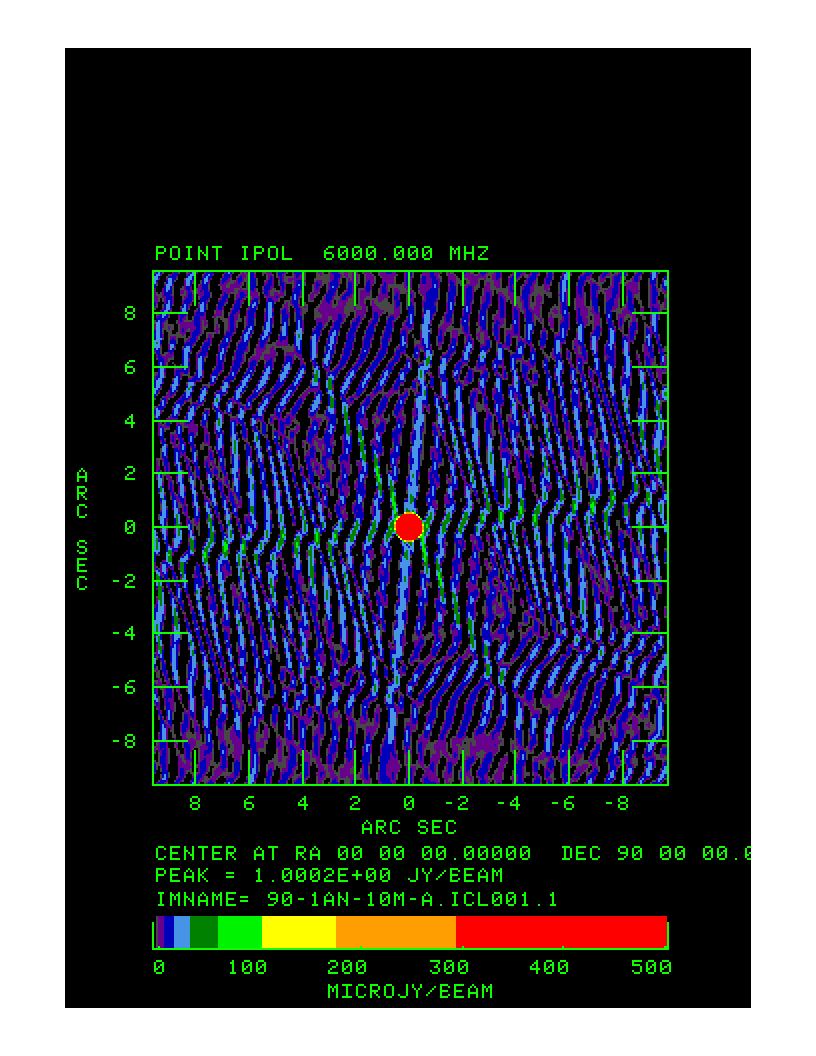 POINT IPOL 6000.000 MHZ
8
6
4
2
0
-2
-4
-6
-8
ARC SEC
8 6 4 2 0 -2 -4 -6 -8
ARC SEC
CENTER AT RA 00 00 00.00000 DEC 90 00 00.0
PEAK = 1.0002E+00 JY/BEAM
IMNAME= 90-1AN-10M-A.ICL001.1
0 100 200 300 400 500
MICROJY/BEAM